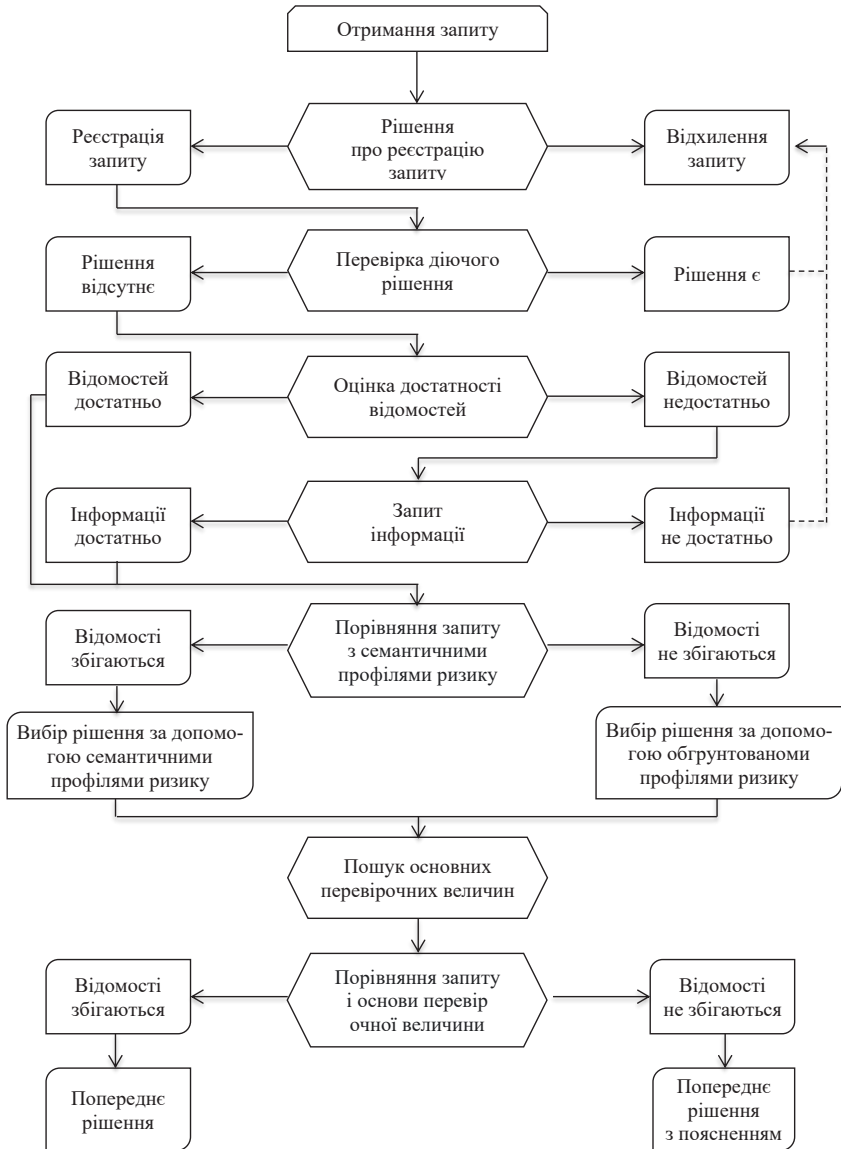 Отримання запиту
Реєстрація
запиту
Рішення
про реєстрацію
запиту
Відхилення
запиту
Рішення
відсутнє
Перевірка діючого
рішення
Рішення є
Відомостей
достатньо
Оцінка достатності
відомостей
Відомостей
недостатньо
Інформації
достатньо
Запит
інформації
Інформації
не достатньо
Відомості
збігаються
Порівняння запиту
з семантичними
профілями ризику
Відомості
не збігаються
Вибір рішення за допомо-
гою семантичними
профілями ризику
Вибір рішення за допомо-
гою обгрунтованоми
профілями ризику
Пошук основних
перевірочних величин
Відомості
збігаються
Порівняння запиту
і основи перевір
очної величини
Відомості
не збігаються
Попереднє
рішення
Попереднє
рішення
з поясненням